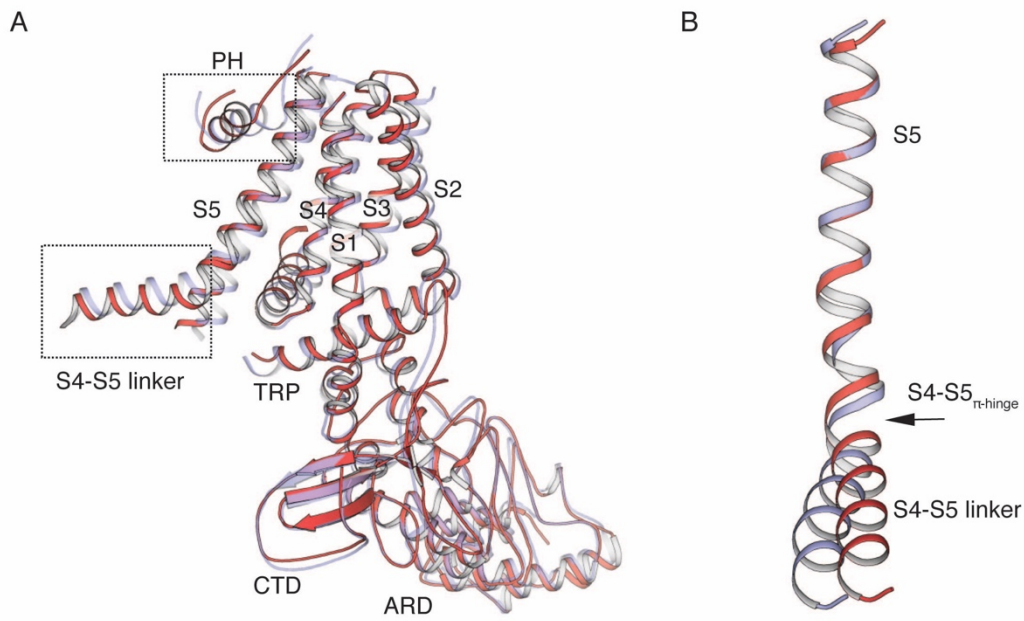 A
PH
S2
S5
S4
S3
S1
S4-S5 linker
TRP
CTD
ARD
B
S5
S4-S5π-hinge
S4-S5 linker